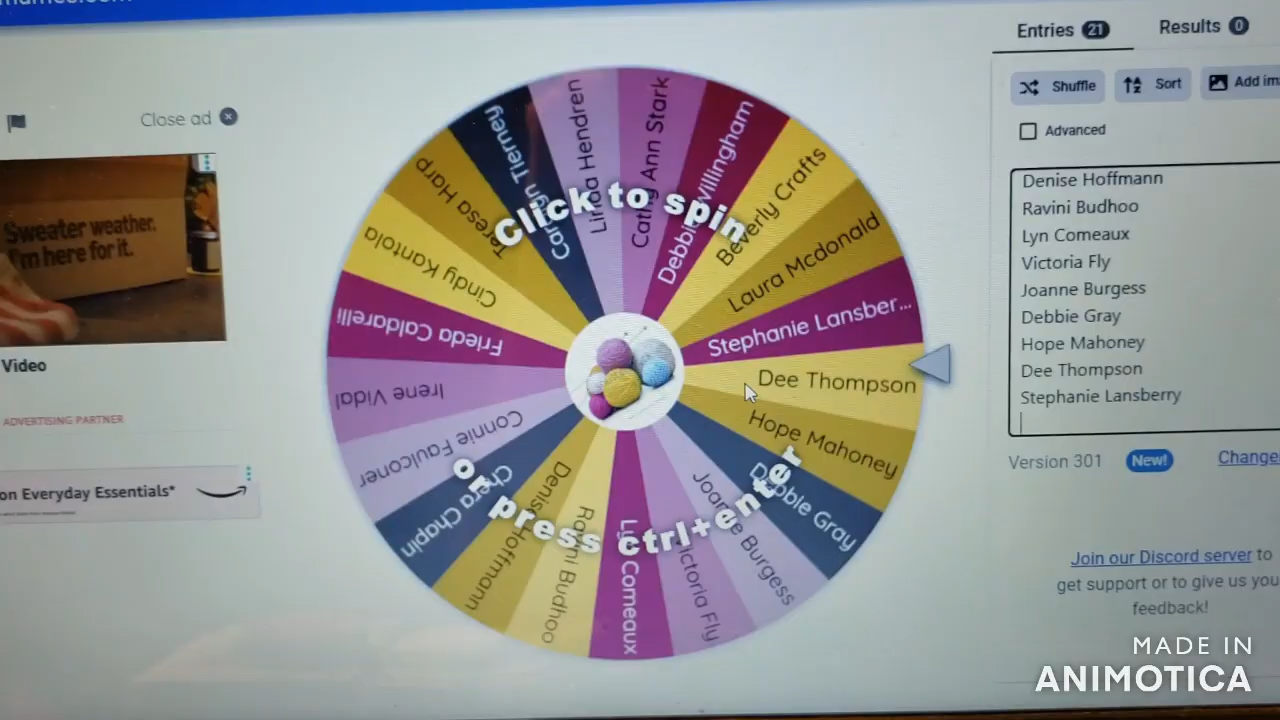 Entries 21
Results 0
Close ad
Shuffle
Sort
Add im
Advanced
Sweater weather.
I'm here for it.
Video
ADVERTISING PARTNER
on Everyday Essentials*
Click to spin
or press ctrl+enter
Linda Hendren
Cathy Ann Stark
Debbie Willingham
Beverly Crafts
Laura Mcdonald
Stephanie Lansber...
Dee Thompson
Hope Mahoney
Debbie Gray
Joanne Burgess
Victoria Fly
Lyn Comeaux
Ravini Budhoo
Denise Hoffmann
Chera Chapin
Connie Faulconer
Irene Vidal
Frieda Caldarelli
Cindy Kantola
Teresa Harp
Tierney
Denise Hoffmann
Ravini Budhoo
Lyn Comeaux
Victoria Fly
Joanne Burgess
Debbie Gray
Hope Mahoney
Dee Thompson
Stephanie Lansberry
Version 301
New!
Change
Join our Discord server to
get support or to give us you
feedback!
MADE IN
ANIMOTICA